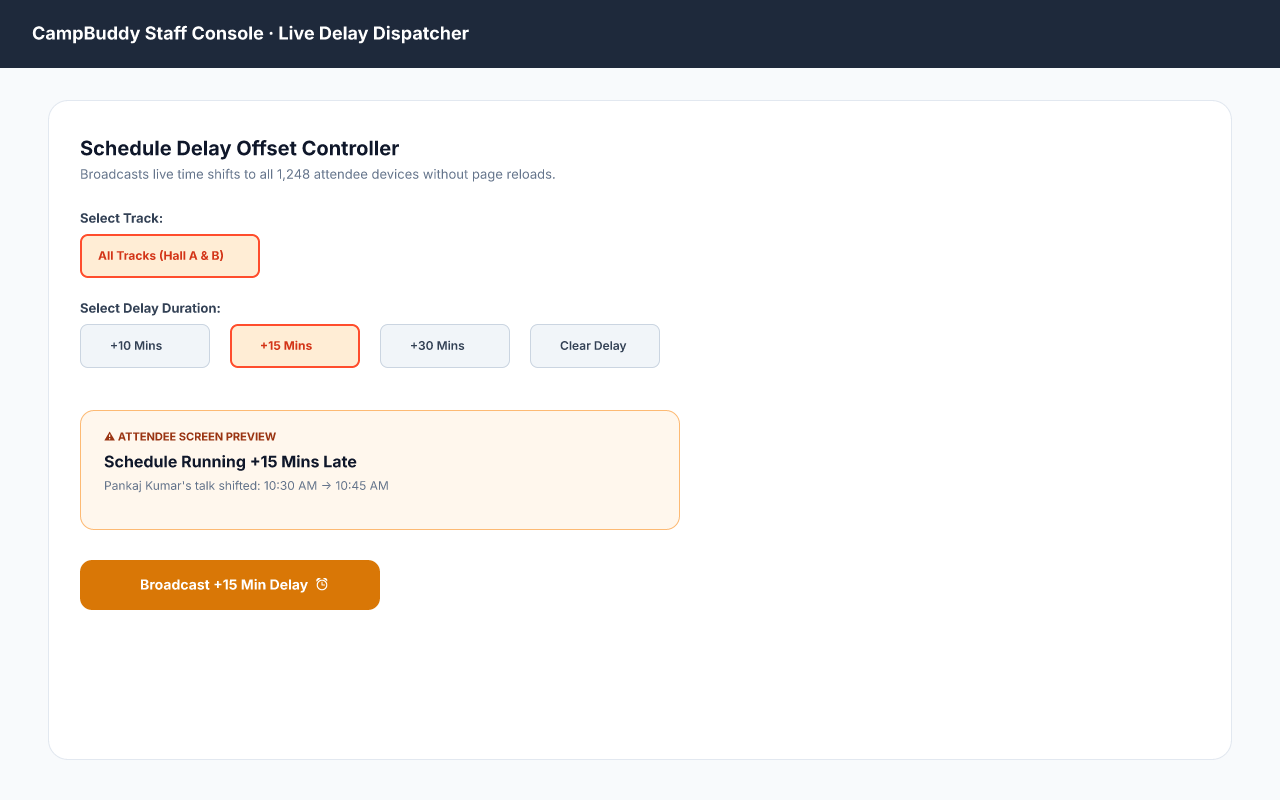 CampBuddy Staff Console · Live Delay Dispatcher
Schedule Delay Offset Controller
Broadcasts live time shifts to all 1,248 attendee devices without page reloads.
Select Track:
All Tracks (Hall A & B)
Select Delay Duration:
+10 Mins
+15 Mins
+30 Mins
Clear Delay
⚠ ATTENDEE SCREEN PREVIEW
Schedule Running +15 Mins Late
Pankaj Kumar's talk shifted: 10:30 AM → 10:45 AM
Broadcast +15 Min Delay ⏰